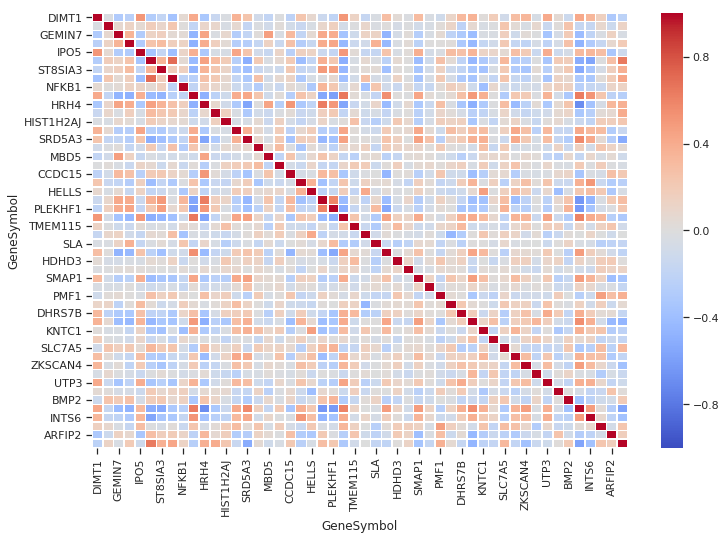 GeneSymbol
DIMT1
GEMIN7
IPO5
ST8SIA3
NFKB1
HRH4
HIST1H2AJ
SRD5A3
MBD5
CCDC15
HELLS
PLEKHF1
TMEM115
SLA
HDHD3
SMAP1
PMF1
DHRS7B
KNTC1
SLC7A5
ZKSCAN4
UTP3
BMP2
INTS6
ARFIP2
DIMT1
GEMIN7
IPO5
ST8SIA3
NFKB1
HRH4
HIST1H2AJ
SRD5A3
MBD5
CCDC15
HELLS
PLEKHF1
TMEM115
SLA
HDHD3
SMAP1
PMF1
DHRS7B
KNTC1
SLC7A5
ZKSCAN4
UTP3
BMP2
INTS6
ARFIP2
GeneSymbol
0.8
0.4
0.0
−0.4
−0.8